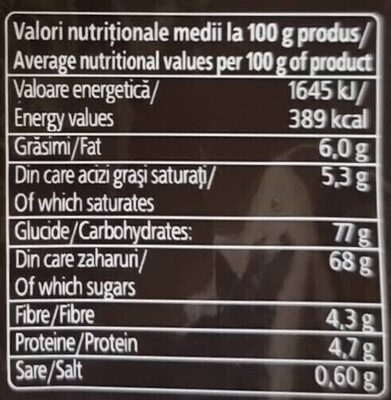 Valori nutriționale medii la 100 g produs/
Average nutritional values per 100 g of product
Valoare energetică/ 1645 kJ/
Energy values 389 kcal
Grăsimi/Fat 6,0 g
Din care acizi grași saturați/ 5,3 g
Of which saturates
Glucide/Carbohydrates: 77 g
Din care zaharuri/ 68 g
Of which sugars
Fibre/Fibre 4,3 g
Proteine/Protein 4,7 g
Sare/Salt 0,60 g